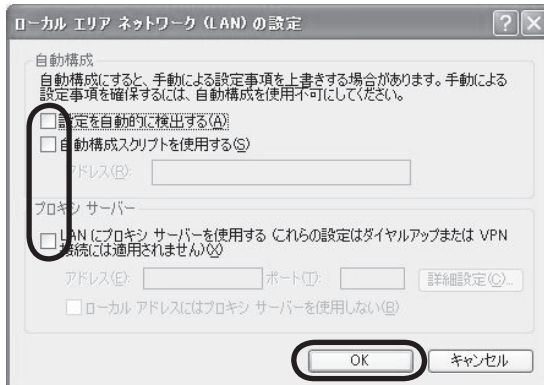 ローカル エリア ネットワーク (LAN) の設定
自動構成
自動構成にすると、手動による設定事項を上書きする場合があります。手動による
設定事項を確保するには、自動構成を使用不可にしてください。
設定を自動的に検出する(A)
自動構成スクリプトを使用する(S)
アドレス(R):
プロキシ サーバー
LAN にプロキシ サーバーを使用する (これらの設定はダイヤルアップまたは VPN
接続には適用されません)(X)
アドレス(E): ポート(T): 詳細設定(C)...
ローカル アドレスにはプロキシ サーバーを使用しない(B)
OK キャンセル